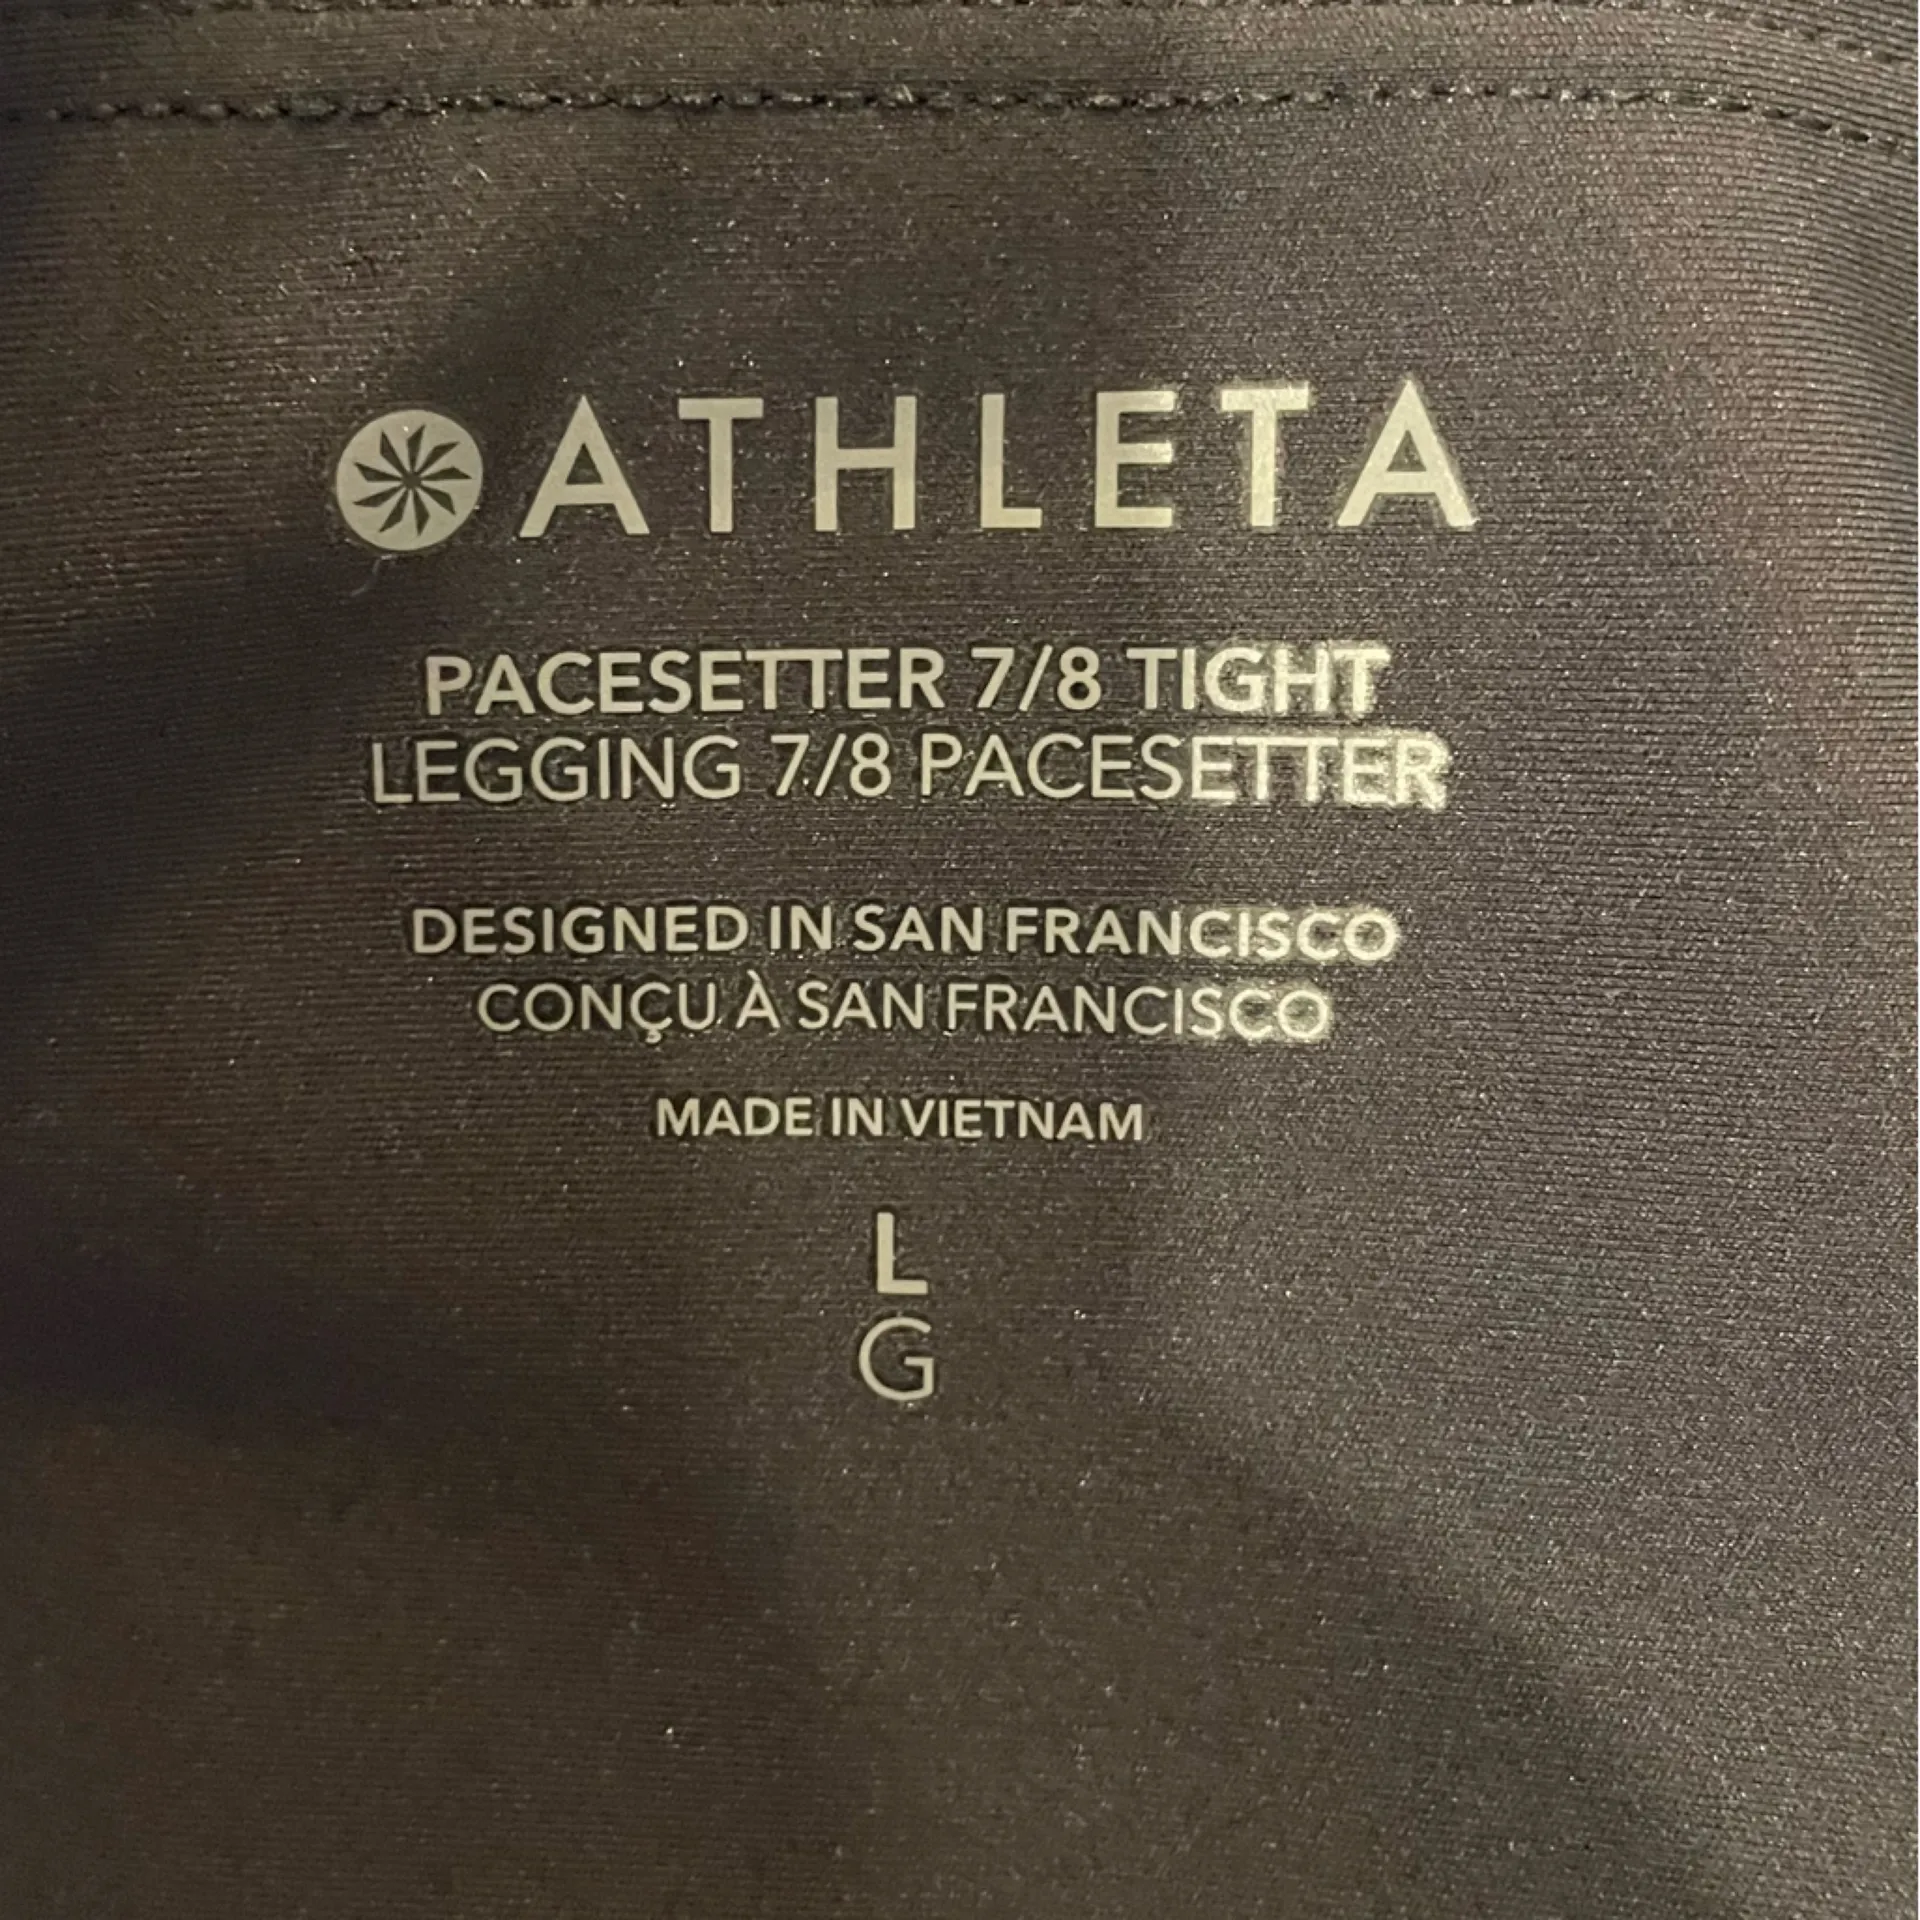 ATHLETA
PACESETTER 7/8 TIGHT
LEGGING 7/8 PACESETTER
DESIGNED IN SAN FRANCISCO
CONÇU À SAN FRANCISCO
MADE IN VIETNAM
L
G